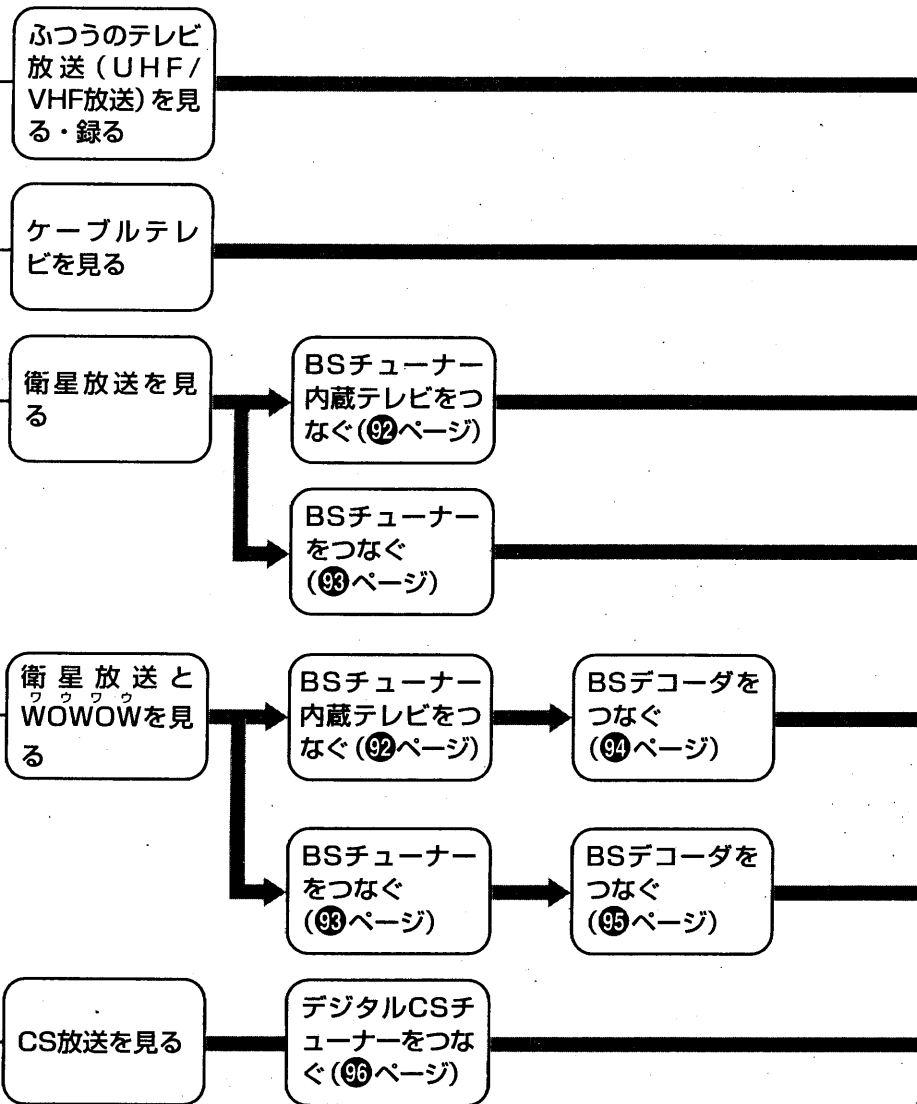 ふつうのテレビ
放送(UHF/
VHF放送)を見
る・録る
ケーブルテレ
ビを見る
衛星放送を見
る
BSチューナー
内蔵テレビをつ
なぐ(92ページ)
BSチューナー
をつなぐ
(93ページ)
衛星放送と
ワウワウ
WOWOWを見
る
BSチューナー
内蔵テレビをつ
なぐ(92ページ)
BSデコーダを
つなぐ
(94ページ)
BSチューナー
をつなぐ
(93ページ)
BSデコーダを
つなぐ
(95ページ)
CS放送を見る
デジタルCSチ
ューナーをつな
ぐ(96ページ)